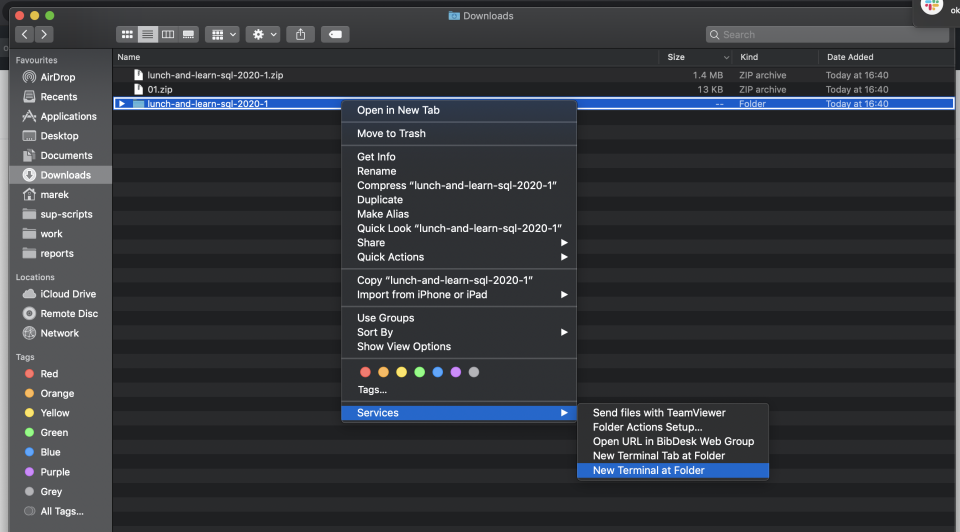 Downloads
ok
Search
Favourites
AirDrop
Recents
Applications
Desktop
Documents
Downloads
marek
sup-scripts
work
reports
Locations
iCloud Drive
Remote Disc
Network
Tags
Red
Orange
Yellow
Green
Blue
Purple
Grey
All Tags...
Name Size Kind Date Added
lunch-and-learn-sql-2020-1.zip 1.4 MB ZIP archive Today at 16:40
01.zip 13 KB ZIP archive Today at 16:40
lunch-and-learn-sql-2020-1 -- Folder Today at 16:40
Open in New Tab
Move to Trash
Get Info
Rename
Compress “lunch-and-learn-sql-2020-1”
Duplicate
Make Alias
Quick Look “lunch-and-learn-sql-2020-1”
Share
Quick Actions
Copy “lunch-and-learn-sql-2020-1”
Import from iPhone or iPad
Use Groups
Sort By
Show View Options
Tags...
Services
Send files with TeamViewer
Folder Actions Setup...
Open URL in BibDesk Web Group
New Terminal Tab at Folder
New Terminal at Folder